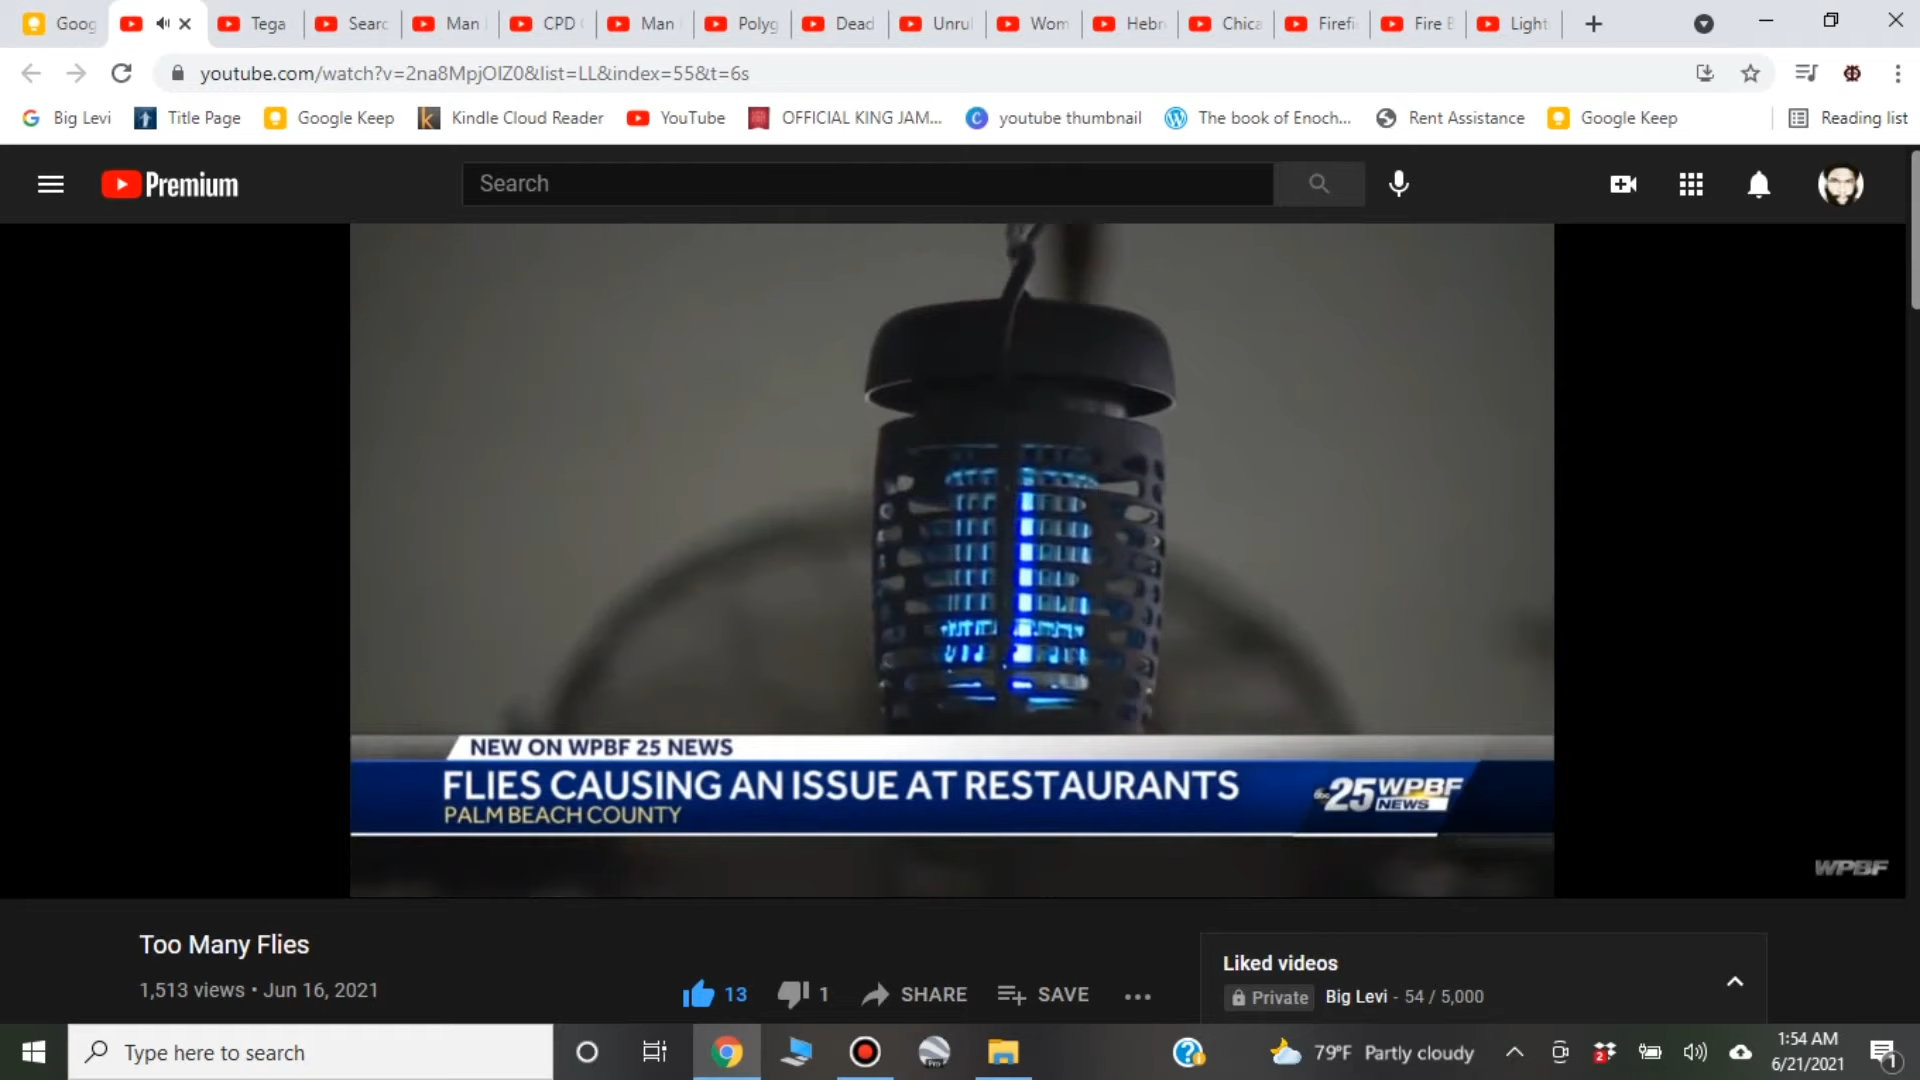 Goog
Tega
Searc
Man
CPD
Man
Polyg
Dead
Unrul
Wom
Hebr
Chica
Firefi
Fire B
Light
youtube.com/watch?v=2na8MpjOIZ0&list=LL&index=55&t=6s
Big Levi
Title Page
Google Keep
Kindle Cloud Reader
YouTube
OFFICIAL KING JAM...
youtube thumbnail
The book of Enoch...
Rent Assistance
Google Keep
Reading list
Premium
Search
NEW ON WPBF 25 NEWS
FLIES CAUSING AN ISSUE AT RESTAURANTS
PALM BEACH COUNTY
abc 25 WPBF NEWS
WPBF
Too Many Flies
1,513 views • Jun 16, 2021
13
1
SHARE
SAVE
Liked videos
Private Big Levi - 54 / 5,000
Type here to search
79°F Partly cloudy
1:54 AM
6/21/2021